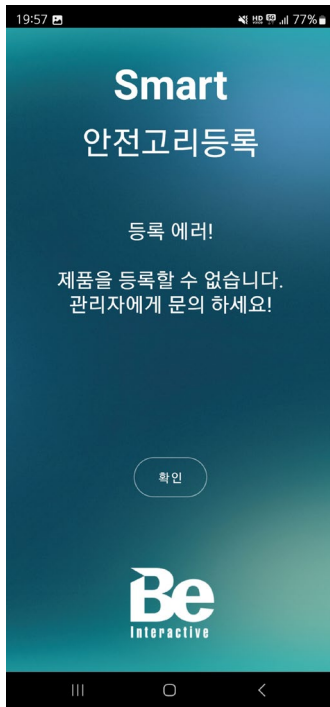 19:57
77%
Smart
안전고리등록
등록 에러!
제품을 등록할 수 없습니다.
관리자에게 문의 하세요!
확인
Be
Interactive